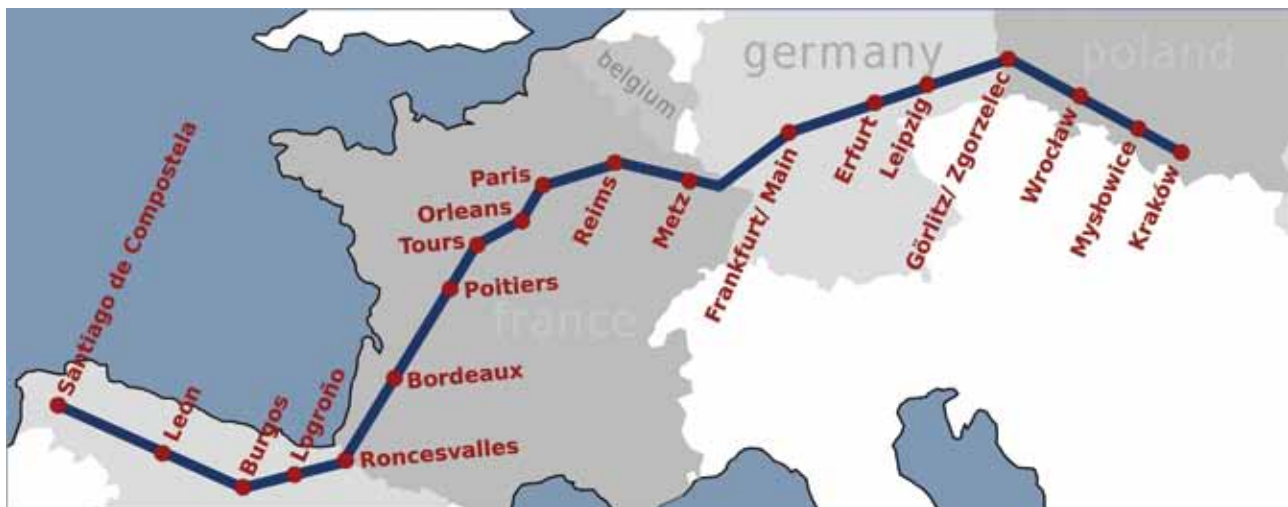 germany
poland
belgium
france
Santiago de Compostela
León
Burgos
Logroño
Roncesvalles
Bordeaux
Poitiers
Tours
Orleans
Paris
Reims
Metz
Frankfurt/ Main
Erfurt
Leipzig
Görlitz/ Zgorzelec
Wrocław
Mysłowice
Kraków